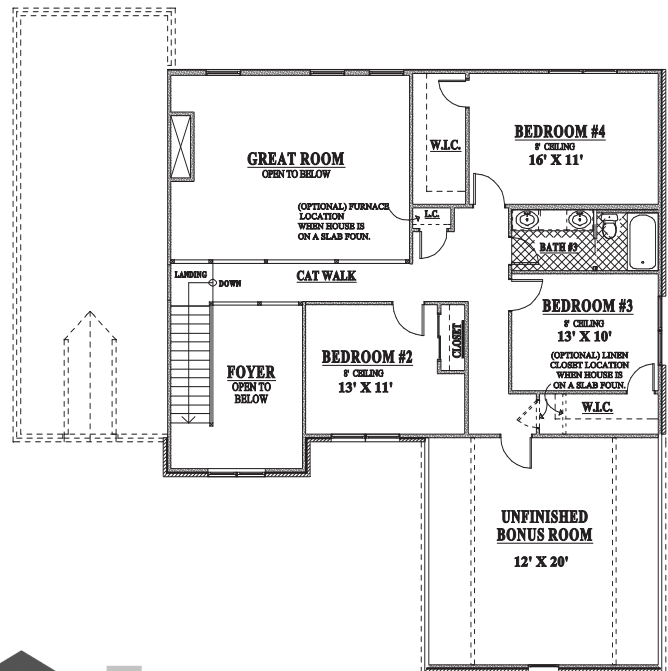 BEDROOM #4
8' CEILING
16' X 11'
W.I.C.
GREAT ROOM
OPEN TO BELOW
(OPTIONAL) FURNACE
LOCATION
WHEN HOUSE IS
ON A SLAB FOUN.
L.C.
BATH #3
LANDING
DOWN
CAT WALK
BEDROOM #3
8' CEILING
13' X 10'
(OPTIONAL) LINEN
CLOSET LOCATION
WHEN HOUSE IS
ON A SLAB FOUN.
CLOSET
BEDROOM #2
8' CEILING
13' X 11'
FOYER
OPEN TO
BELOW
W.I.C.
UNFINISHED
BONUS ROOM
12' X 20'